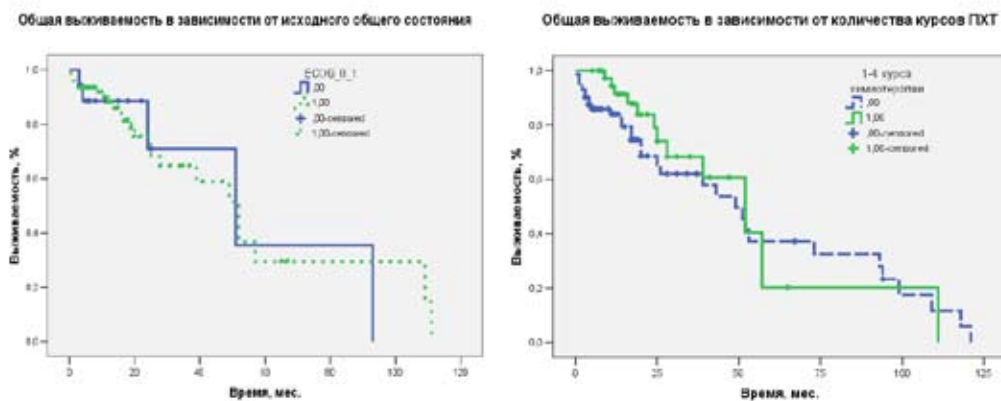 Общая выживаемость в зависимости от исходного общего состояния
Выживаемость, %
1,0
0,8
0,6
0,4
0,2
0,0
0
20
40
60
80
100
120
Время, мес.
ECOG_0_1
,00
1,00
,00-censored
1,00-censored
Общая выживаемость в зависимости от количества курсов ПХТ
Выживаемость, %
1,0
0,8
0,6
0,4
0,2
0,0
0
25
50
75
100
125
Время, мес.
1-4 курса
химиотерапии
,00
1,00
,00-censored
1,00-censored